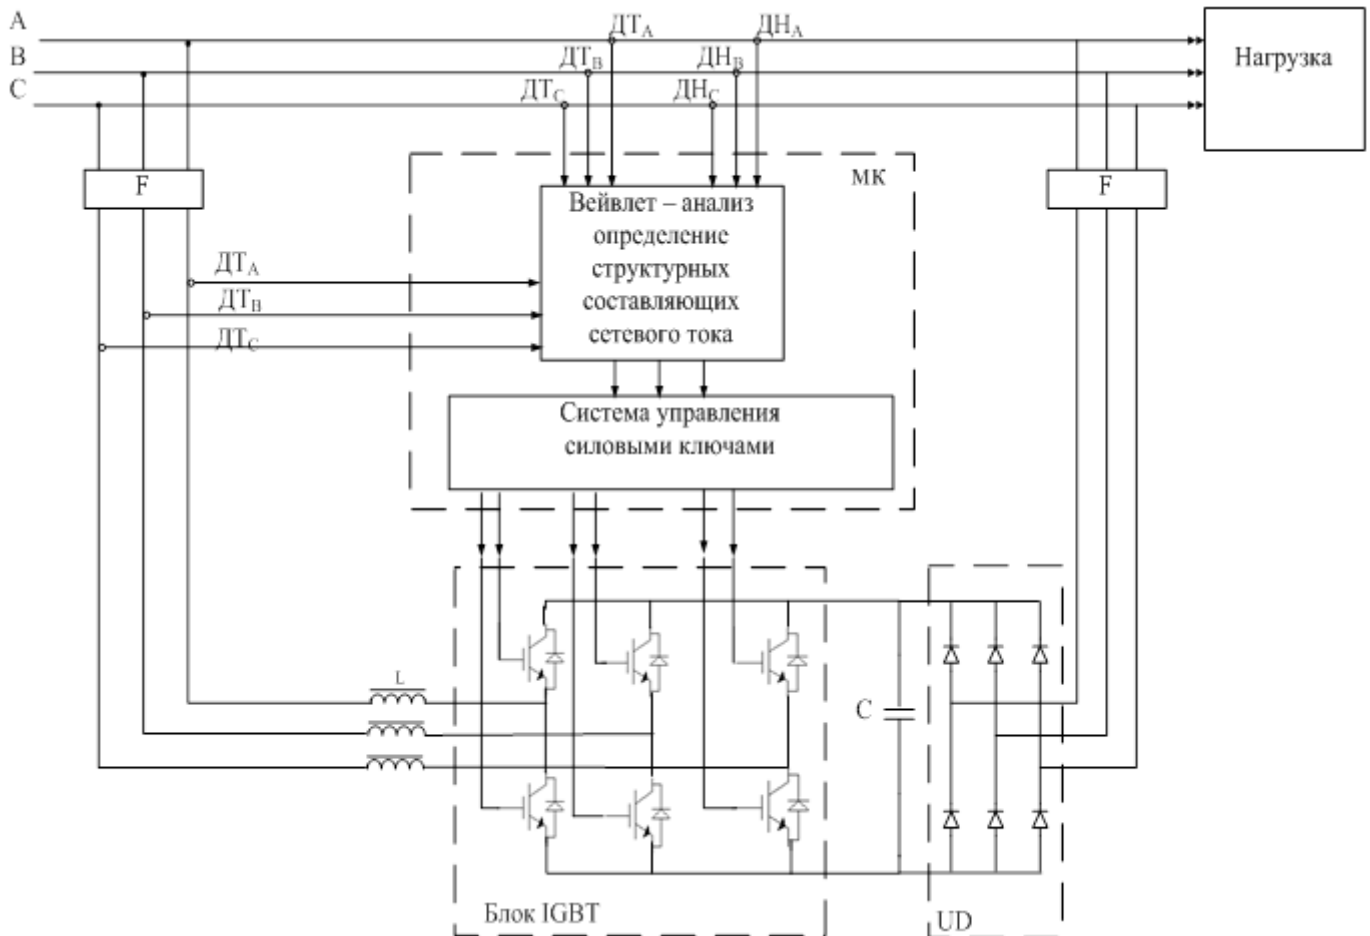 A
B
C
ДТA
ДНA
ДТB
ДНB
ДТC
ДНC
Нагрузка
F
МК
F
Вейвлет – анализ
определение
структурных
составляющих
сетевого тока
ДТA
ДТB
ДТC
Система управления
силовыми ключами
L
C
Блок IGBT
UD